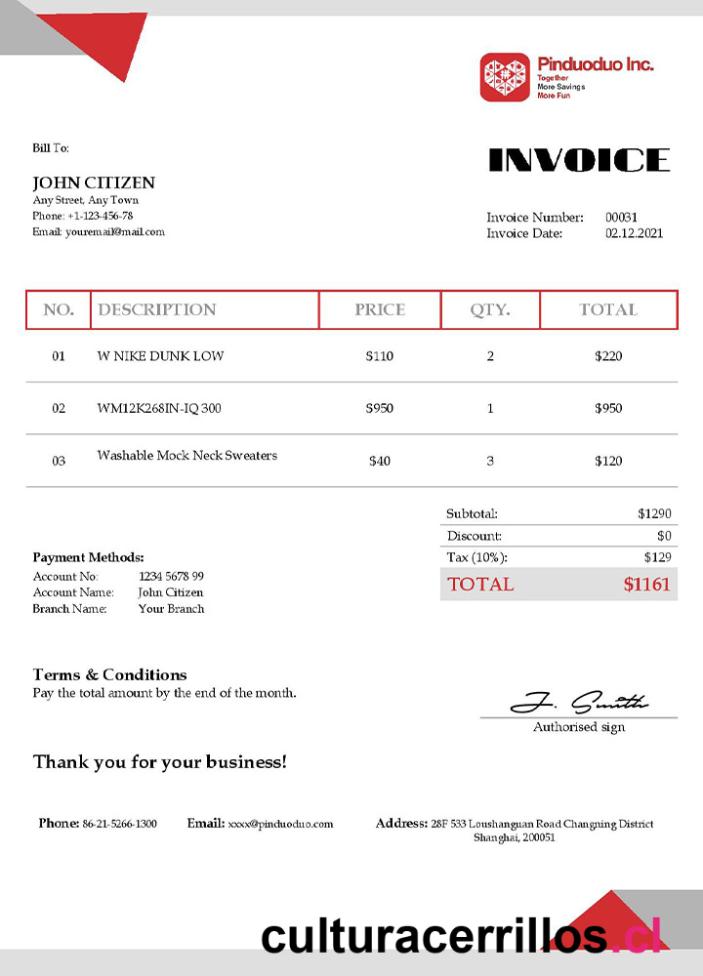 Pinduoduo Inc.
Together
More Savings
More Fun
Bill To:
INVOICE
JOHN CITIZEN
Any Street, Any Town
Phone: +1-123-456-78
Email: youremail@mail.com
Invoice Number: 00031
Invoice Date: 02.12.2021
NO. DESCRIPTION PRICE QTY. TOTAL
01 W NIKE DUNK LOW $110 2 $220
02 WM12K268IN-IQ 300 $950 1 $950
03 Washable Mock Neck Sweaters $40 3 $120
Subtotal: $1290
Discount: $0
Tax (10%): $129
TOTAL $1161
Payment Methods:
Account No: 1234 5678 99
Account Name: John Citizen
Branch Name: Your Branch
Terms & Conditions
Pay the total amount by the end of the month.
J. Smith
Authorised sign
Thank you for your business!
Phone: 86-21-5266-1300 Email: xxxx@pinduoduo.com Address: 28F 533 Loushanguan Road Changning District
Shanghai, 200051
culturacerrillos.cl